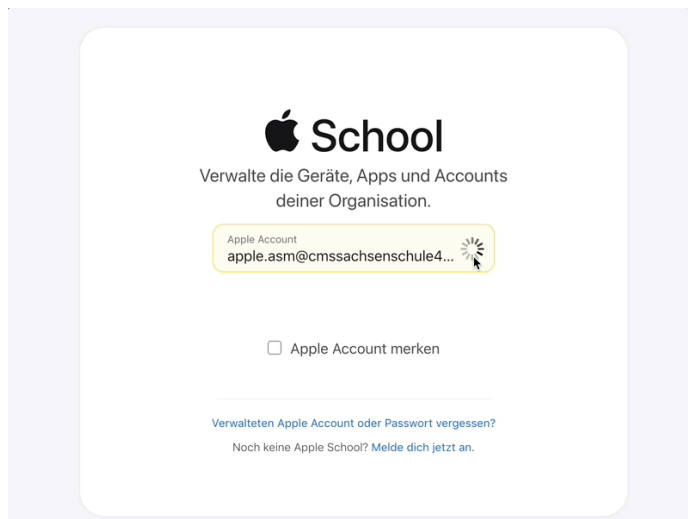 School
Verwalte die Geräte, Apps und Accounts
deiner Organisation.
Apple Account
apple.asm@cmssachsenschule4...
Apple Account merken
Verwalteten Apple Account oder Passwort vergessen?
Noch keine Apple School? Melde dich jetzt an.